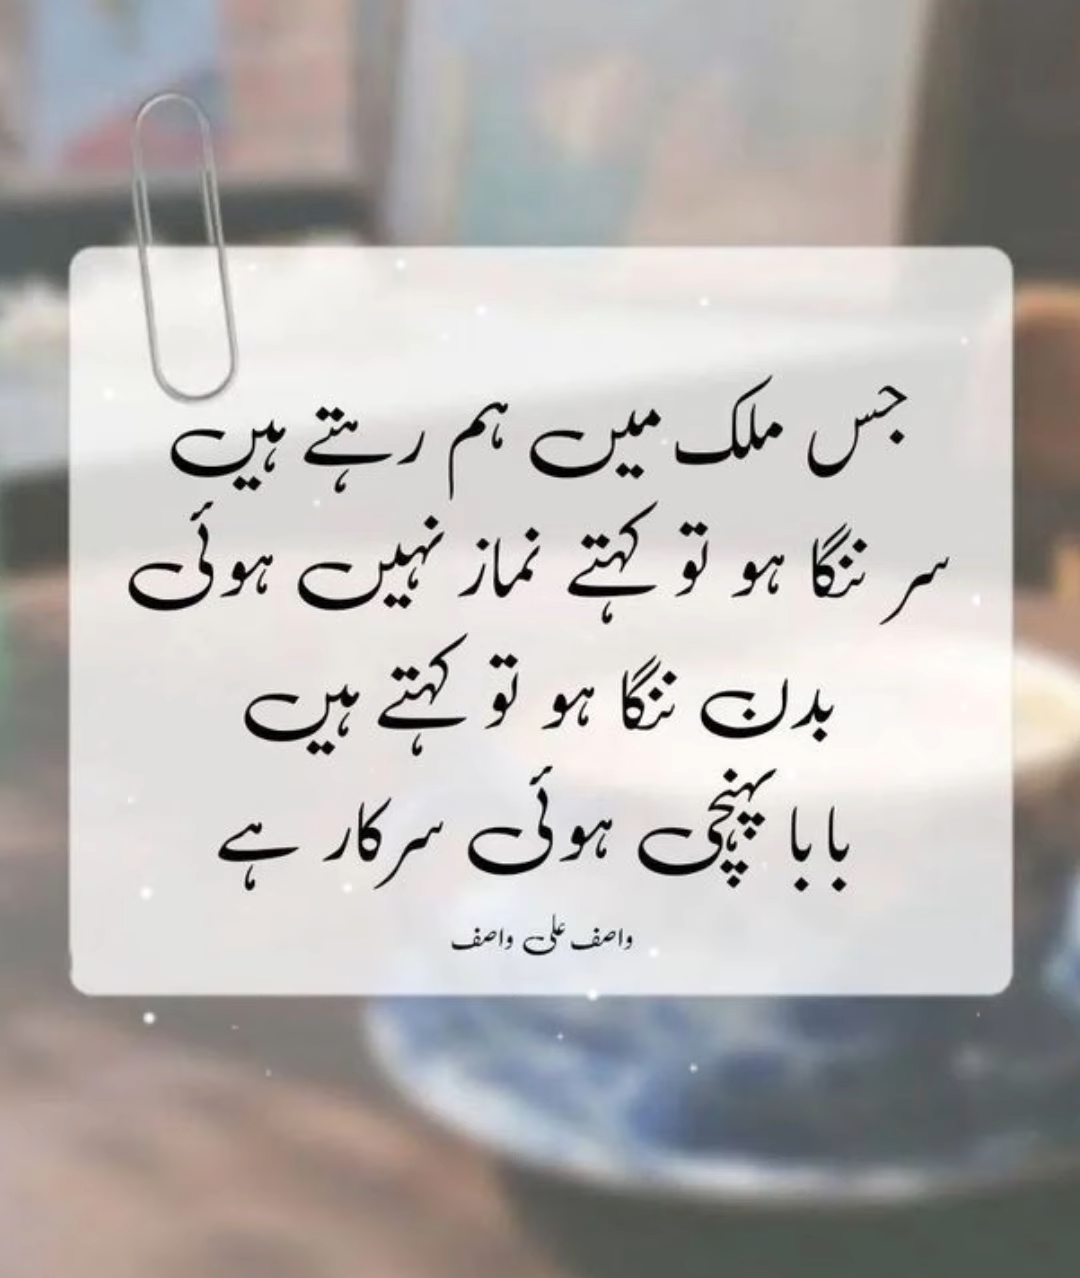 جس ملک میں ہم رہتے ہیں
سر ننگا ہو تو کہتے نماز نہیں ہوئی
بدن ننگا ہو تو کہتے ہیں
بابا پہنچی ہوئی سرکار ہے
واصف علی واصف